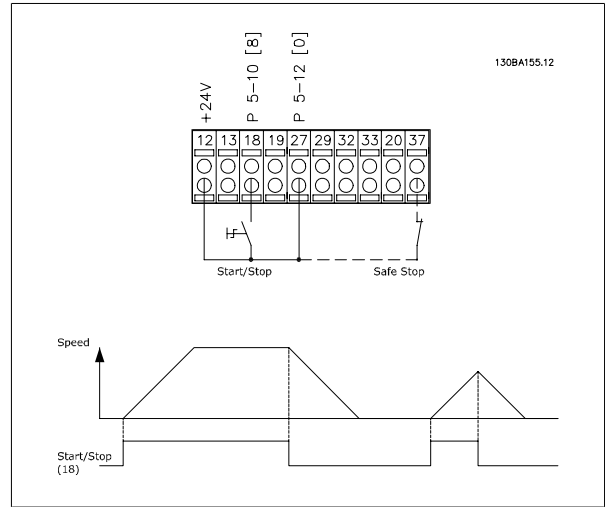 130BA155.12
+24V
P 5-10 [8]
P 5-12 [0]
12 13 18 19 27 29 32 33 20 37
Start/Stop
Safe Stop
Speed
Start/Stop
(18)